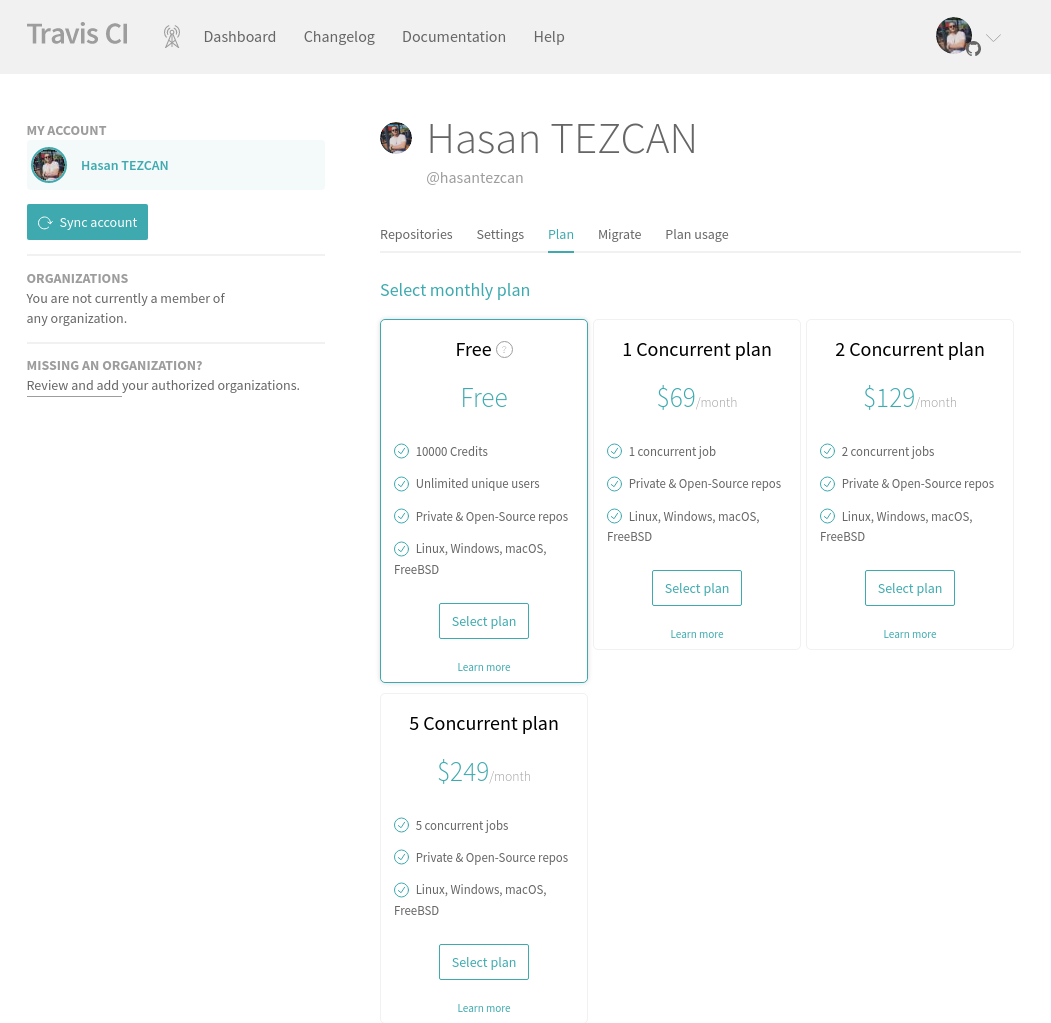 Travis CI
Dashboard
Changelog
Documentation
Help
MY ACCOUNT
Hasan TEZCAN
Sync account
ORGANIZATIONS
You are not currently a member of
any organization.
MISSING AN ORGANIZATION?
Review and add your authorized organizations.
Hasan TEZCAN
@hasantezcan
Repositories
Settings
Plan
Migrate
Plan usage
Select monthly plan
Free ?
Free
10000 Credits
Unlimited unique users
Private & Open-Source repos
Linux, Windows, macOS,
FreeBSD
Select plan
Learn more
1 Concurrent plan
$69/month
1 concurrent job
Private & Open-Source repos
Linux, Windows, macOS,
FreeBSD
Select plan
Learn more
2 Concurrent plan
$129/month
2 concurrent jobs
Private & Open-Source repos
Linux, Windows, macOS,
FreeBSD
Select plan
Learn more
5 Concurrent plan
$249/month
5 concurrent jobs
Private & Open-Source repos
Linux, Windows, macOS,
FreeBSD
Select plan
Learn more